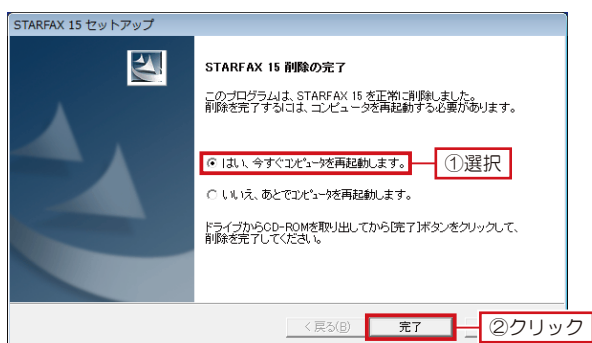 STARFAX 15 セットアップ
STARFAX 15 削除の完了
このプログラムは、STARFAX 15 を正常に削除しました。
削除を完了するには、コンピュータを再起動する必要があります。
はい、今すぐコンピュータを再起動します。
①選択
いいえ、あとでコンピュータを再起動します。
ドライブからCD-ROMを取り出してから[完了]ボタンをクリックして、
削除を完了してください。
< 戻る(B)
完了
②クリック